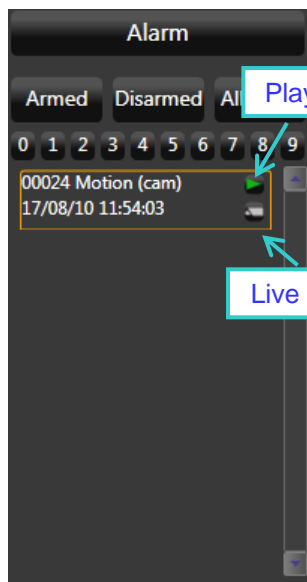 Alarm
Armed Disarmed
Play
0 1 2 3 4 5 6 7 8 9
00024 Motion (cam)
17/08/10 11:54:03
Live